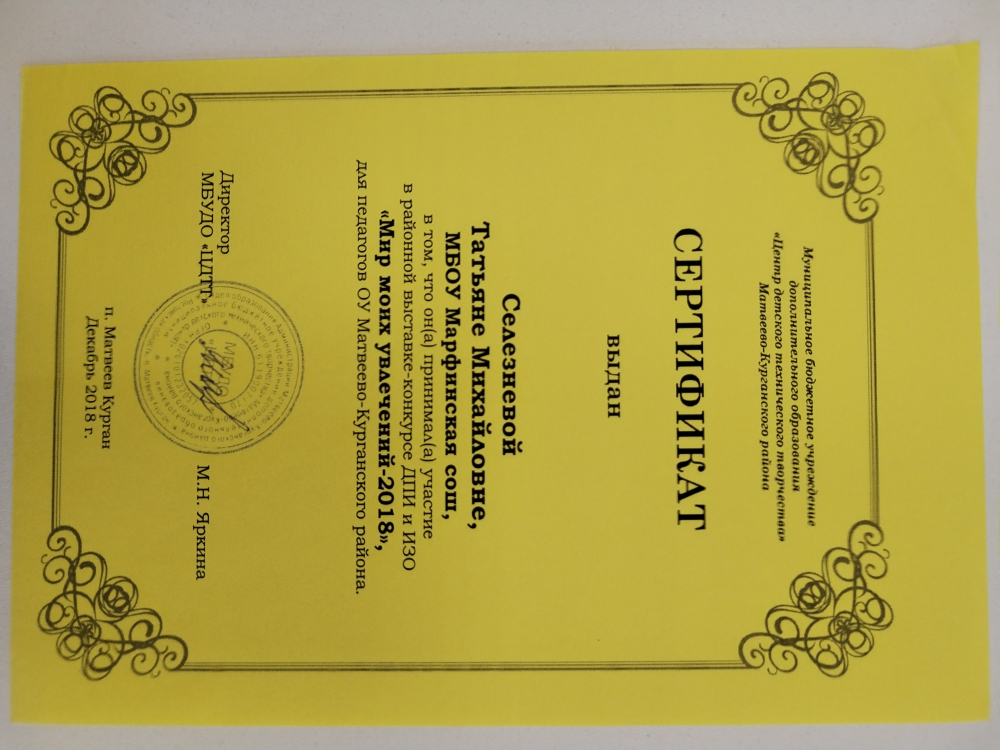 Муниципальное бюджетное учреждение
дополнительного образования
«Центр детского технического творчества»
Матвеево-Курганского района
СЕРТИФИКАТ
выдан
Селезневой
Татьяне Михайловне,
МБОУ Марфинская сош,
в том, что он(а) принимал(а) участие
в районной выставке-конкурсе ДПИ и ИЗО
«Мир моих увлечений-2018»,
для педагогов ОУ Матвеево-Курганского района.
Директор
МБУДО «ЦДТТ»
М.Н. Яркина
п. Матвеев Курган
Декабрь 2018 г.